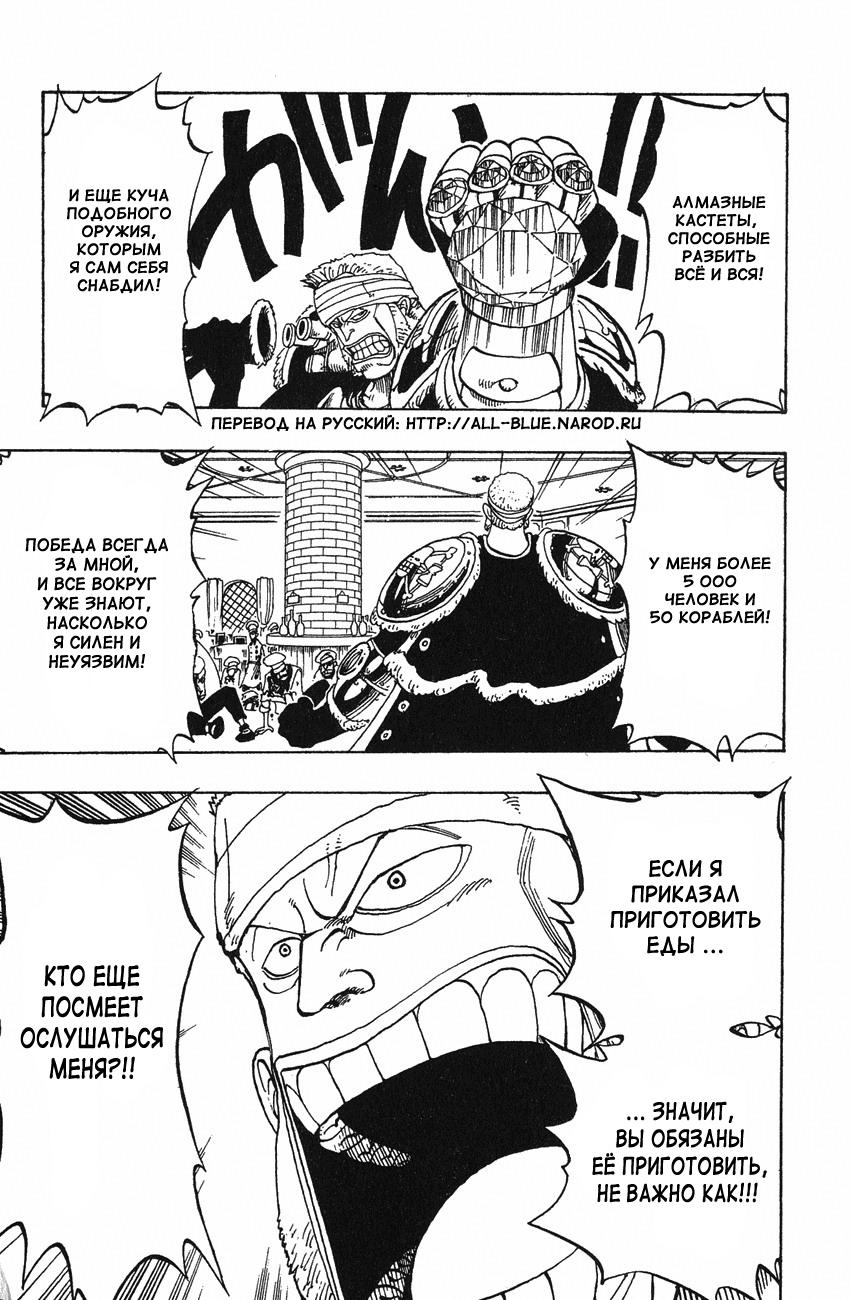 АЛМАЗНЫЕ
КАСТЕТЫ,
СПОСОБНЫЕ
РАЗБИТЬ
ВСЁ И ВСЯ!
И ЕЩЕ КУЧА
ПОДОБНОГО
ОРУЖИЯ,
КОТОРЫМ
Я САМ СЕБЯ
СНАБДИЛ!
ПЕРЕВОД НА РУССКИЙ: HTTP://ALL-BLUE.NAROD.RU
У МЕНЯ БОЛЕЕ
5 000
ЧЕЛОВЕК И
50 КОРАБЛЕЙ!
ПОБЕДА ВСЕГДА
ЗА МНОЙ,
И ВСЕ ВОКРУГ
УЖЕ ЗНАЮТ,
НАСКОЛЬКО
Я СИЛЕН И
НЕУЯЗВИМ!
ЕСЛИ Я
ПРИКАЗАЛ
ПРИГОТОВИТЬ
ЕДЫ ...
... ЗНАЧИТ,
ВЫ ОБЯЗАНЫ
ЕЁ ПРИГОТОВИТЬ,
НЕ ВАЖНО КАК!!!
КТО ЕЩЕ
ПОСМЕЕТ
ОСЛУШАТЬСЯ
МЕНЯ?!!